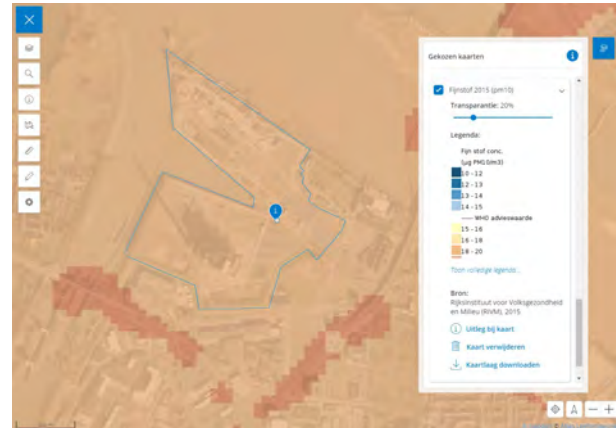 Gekozen kaarten
Fijnstof 2015 (pm10)
Transparantie: 20%
Legenda:
Fijn stof conc.
(µg PM10/m3)
10 - 12
12 - 13
13 - 14
14 - 15
WHO advieswaarde
15 - 16
16 - 18
18 - 20
Toon volledige legenda...
Bron:
Rijksinstituut voor Volksgezondheid
en Milieu (RIVM), 2015
Uitleg bij kaart
Kaart verwijderen
Kaartlaag downloaden